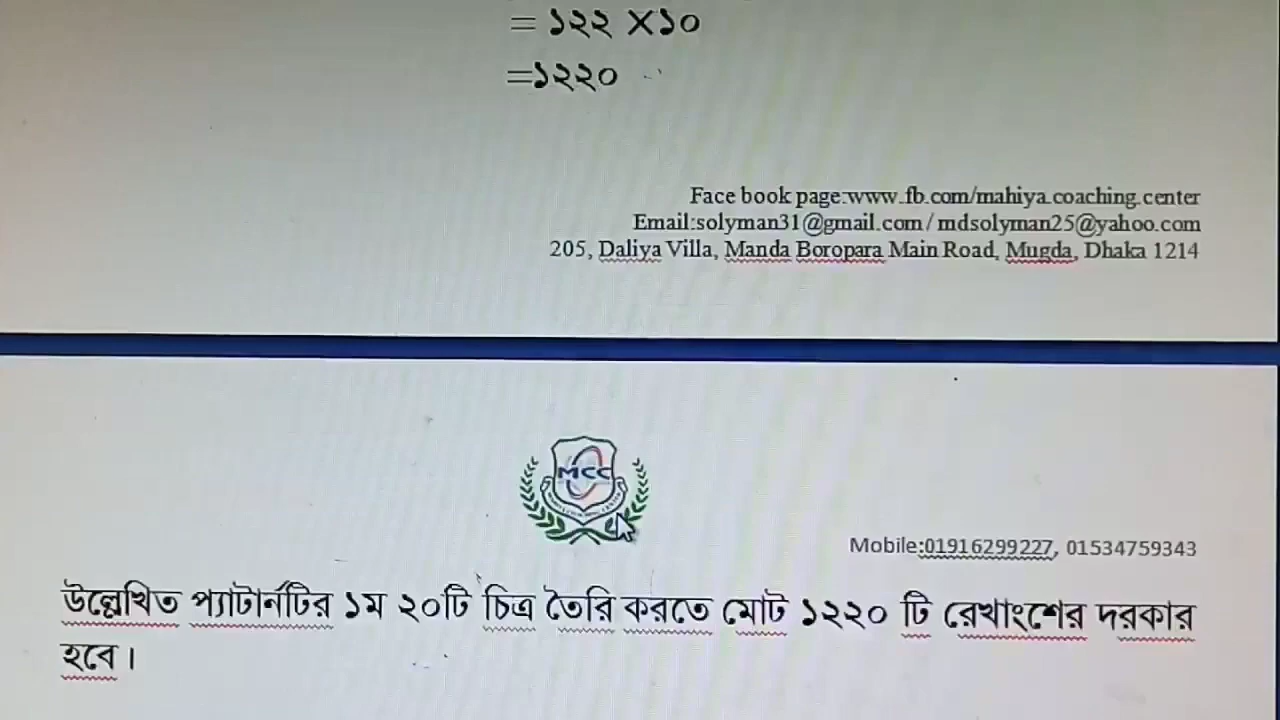 = ১২২ X১০
=১২২০
Face book page:www.fb.com/mahiya.coaching.center
Email:solyman31@gmail.com / mdsolyman25@yahoo.com
205, Daliya Villa, Manda Boropara Main Road, Mugda, Dhaka 1214
MCC
Mobile:01916299227, 01534759343
উল্লেখিত প্যাটার্নটির ১ম ২০টি চিত্র তৈরি করতে মোট ১২২০ টি রেখাংশের দরকার
হবে।